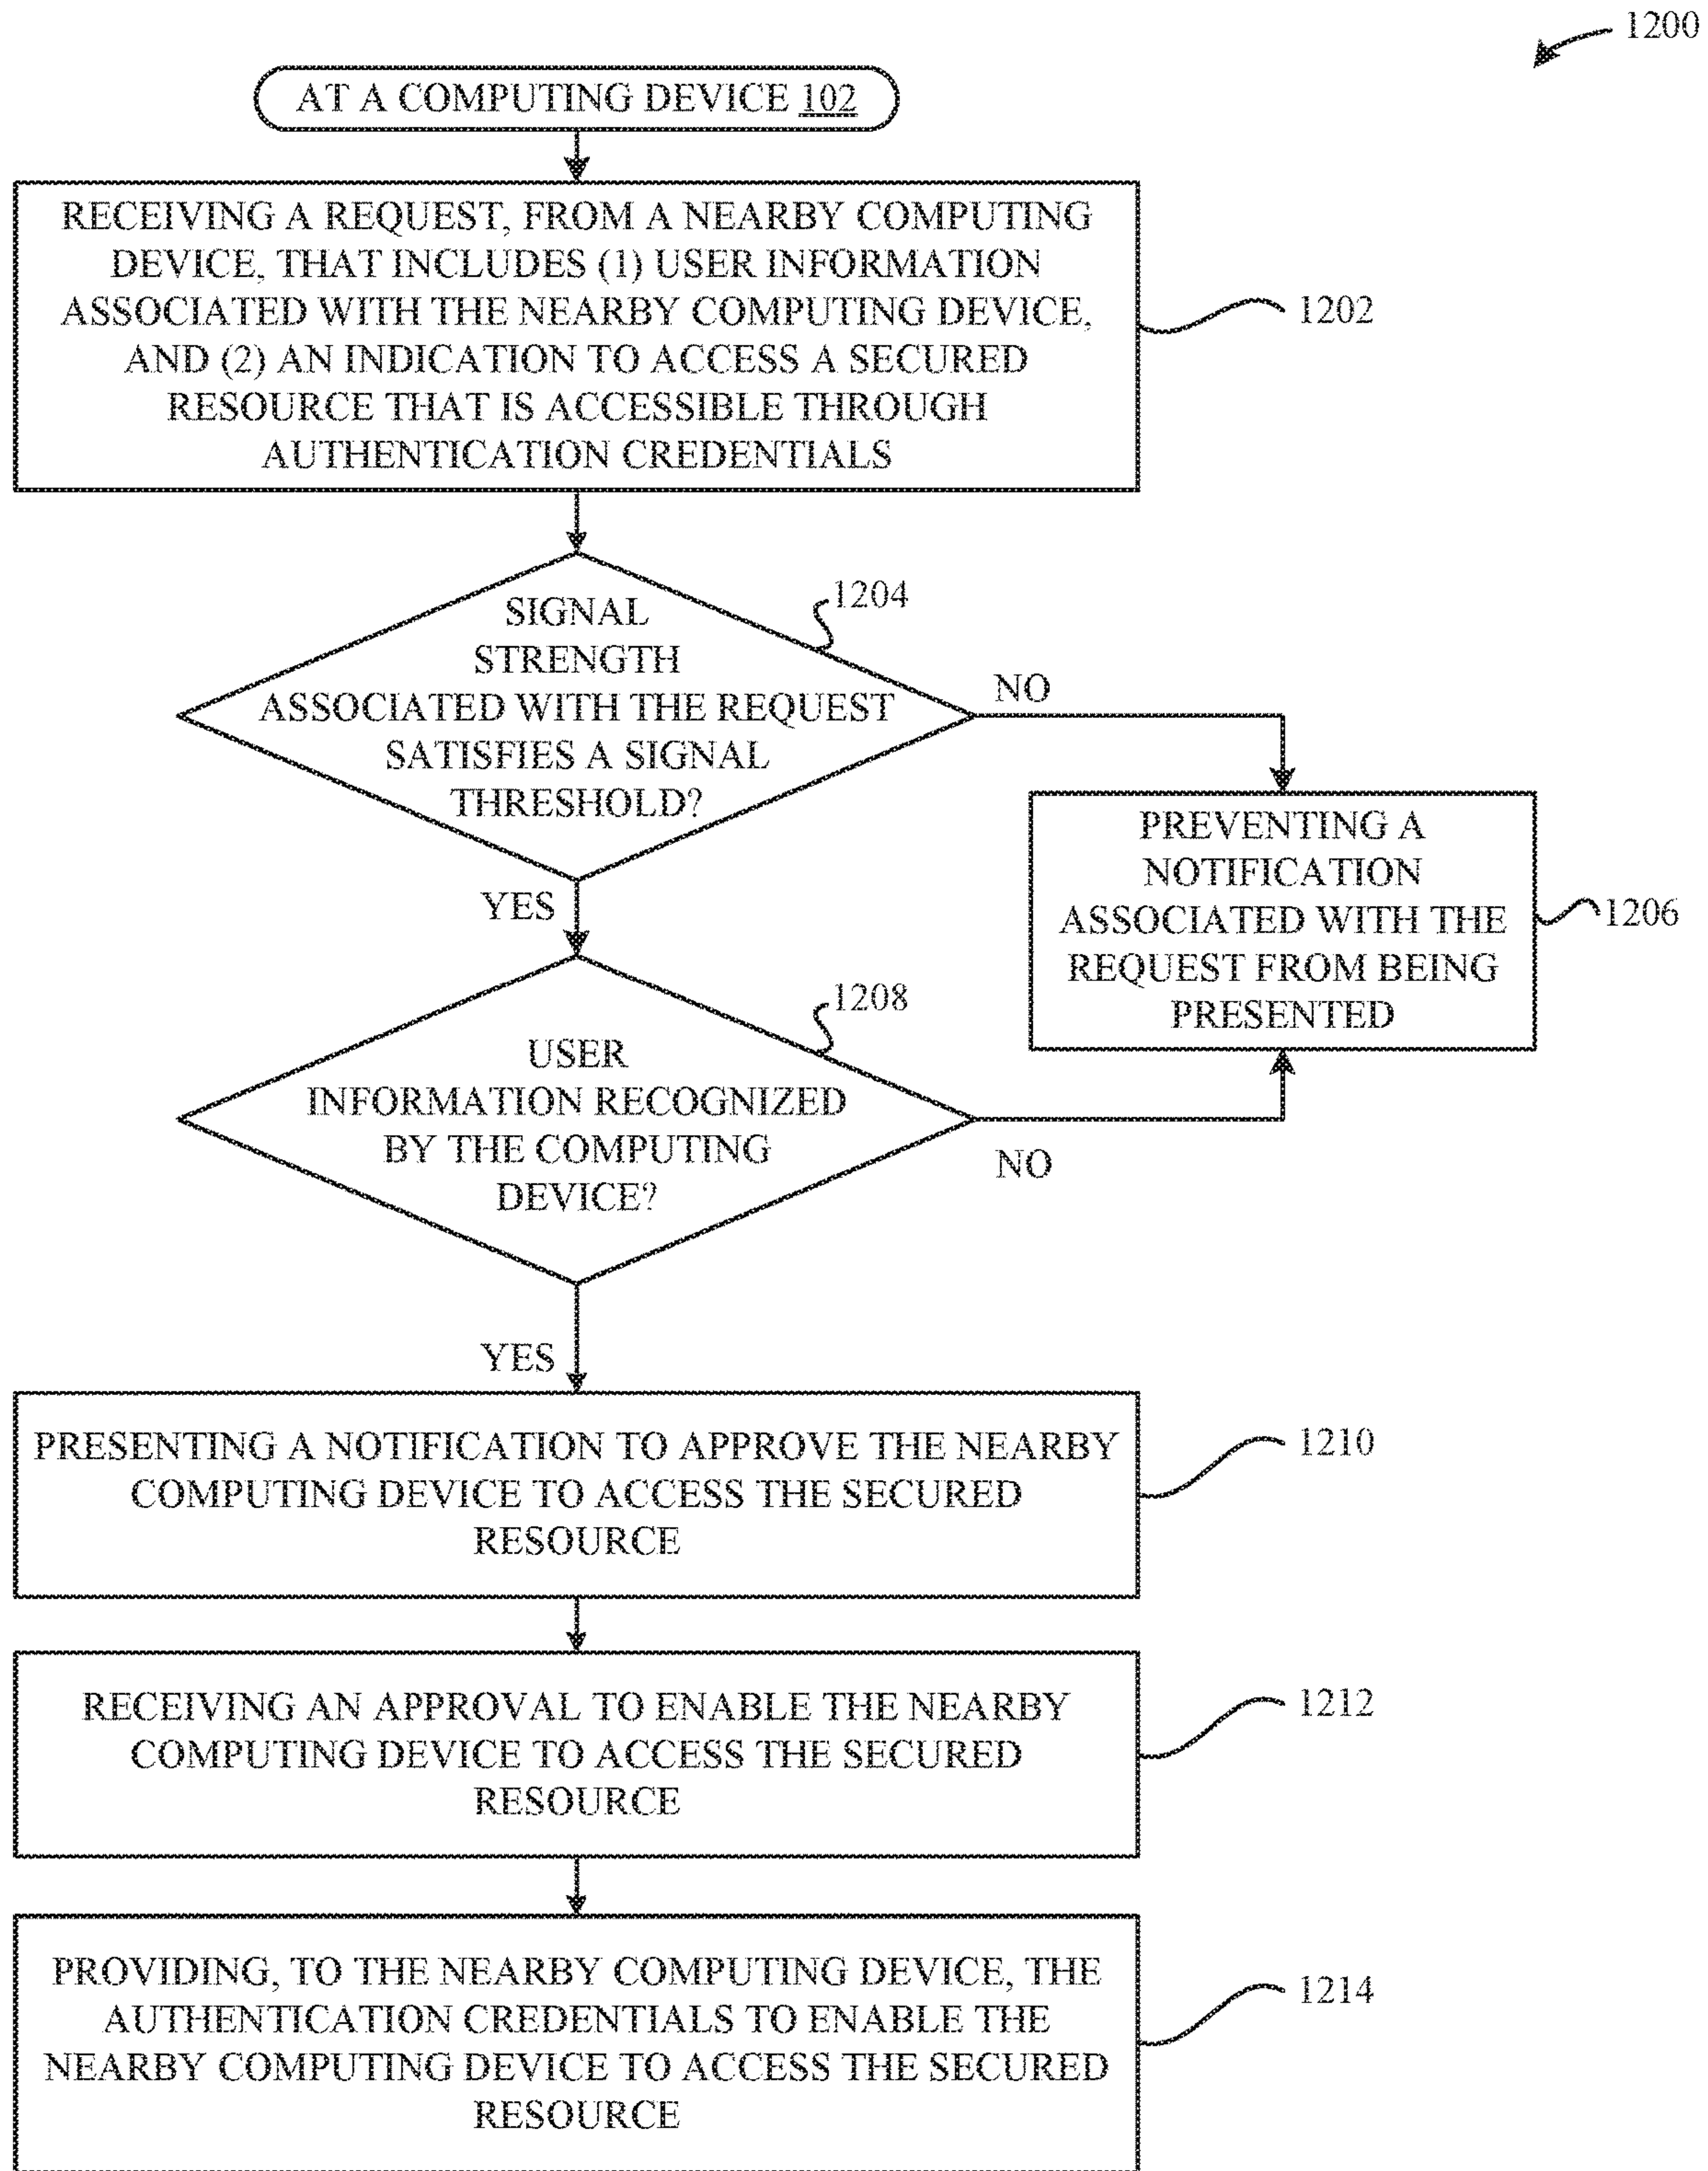 1200
AT A COMPUTING DEVICE 102
RECEIVING A REQUEST, FROM A NEARBY COMPUTING
DEVICE, THAT INCLUDES (1) USER INFORMATION
ASSOCIATED WITH THE NEARBY COMPUTING DEVICE,
AND (2) AN INDICATION TO ACCESS A SECURED
RESOURCE THAT IS ACCESSIBLE THROUGH
AUTHENTICATION CREDENTIALS
1202
SIGNAL
STRENGTH
ASSOCIATED WITH THE REQUEST
SATISFIES A SIGNAL
THRESHOLD?
1204
NO
YES
PREVENTING A
NOTIFICATION
ASSOCIATED WITH THE
REQUEST FROM BEING
PRESENTED
1206
USER
INFORMATION RECOGNIZED
BY THE COMPUTING
DEVICE?
1208
NO
YES
PRESENTING A NOTIFICATION TO APPROVE THE NEARBY
COMPUTING DEVICE TO ACCESS THE SECURED
RESOURCE
1210
RECEIVING AN APPROVAL TO ENABLE THE NEARBY
COMPUTING DEVICE TO ACCESS THE SECURED
RESOURCE
1212
PROVIDING, TO THE NEARBY COMPUTING DEVICE, THE
AUTHENTICATION CREDENTIALS TO ENABLE THE
NEARBY COMPUTING DEVICE TO ACCESS THE SECURED
RESOURCE
1214